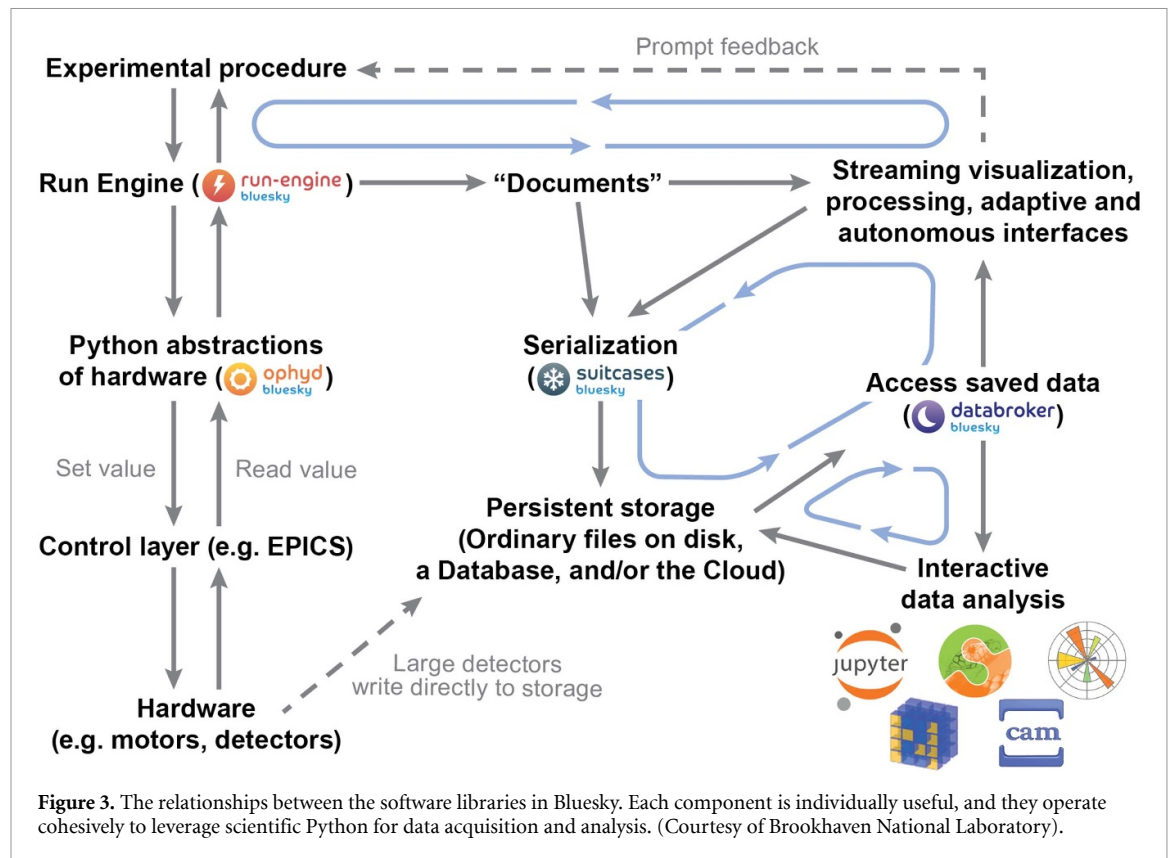 Prompt feedback
Experimental procedure
Run Engine ( run-engine bluesky )
“Documents”
Streaming visualization,
processing, adaptive and
autonomous interfaces
Python abstractions
of hardware ( ophyd bluesky )
Serialization
( suitcases bluesky )
Access saved data
( databroker bluesky )
Set value
Read value
Persistent storage
(Ordinary files on disk,
a Database, and/or the Cloud)
Control layer (e.g. EPICS)
Interactive
data analysis
Large detectors
write directly to storage
Hardware
(e.g. motors, detectors)
jupyter
cam
Figure 3. The relationships between the software libraries in Bluesky. Each component is individually useful, and they operate
cohesively to leverage scientific Python for data acquisition and analysis. (Courtesy of Brookhaven National Laboratory).